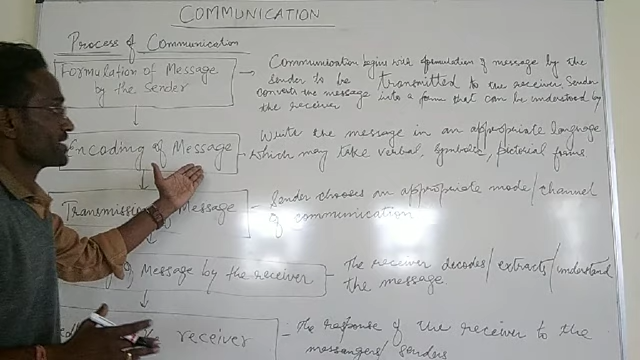 COMMUNICATION
Process of Communication
Formulation of Message
by the Sender
Communication begins with formulation of message by the
sender to be transmitted to the receiver. Sender
converts the message into a form that can be understood by
the receiver
Encoding of Message
Write the message in an appropriate language
which may take verbal, symbolic, pictorial forms
Transmission Message
Sender chooses an appropriate mode/channel
of communication
Message by the receiver
The receiver decodes/extracts/understand
the message
receiver
The response of the receiver to the
messangers/senders